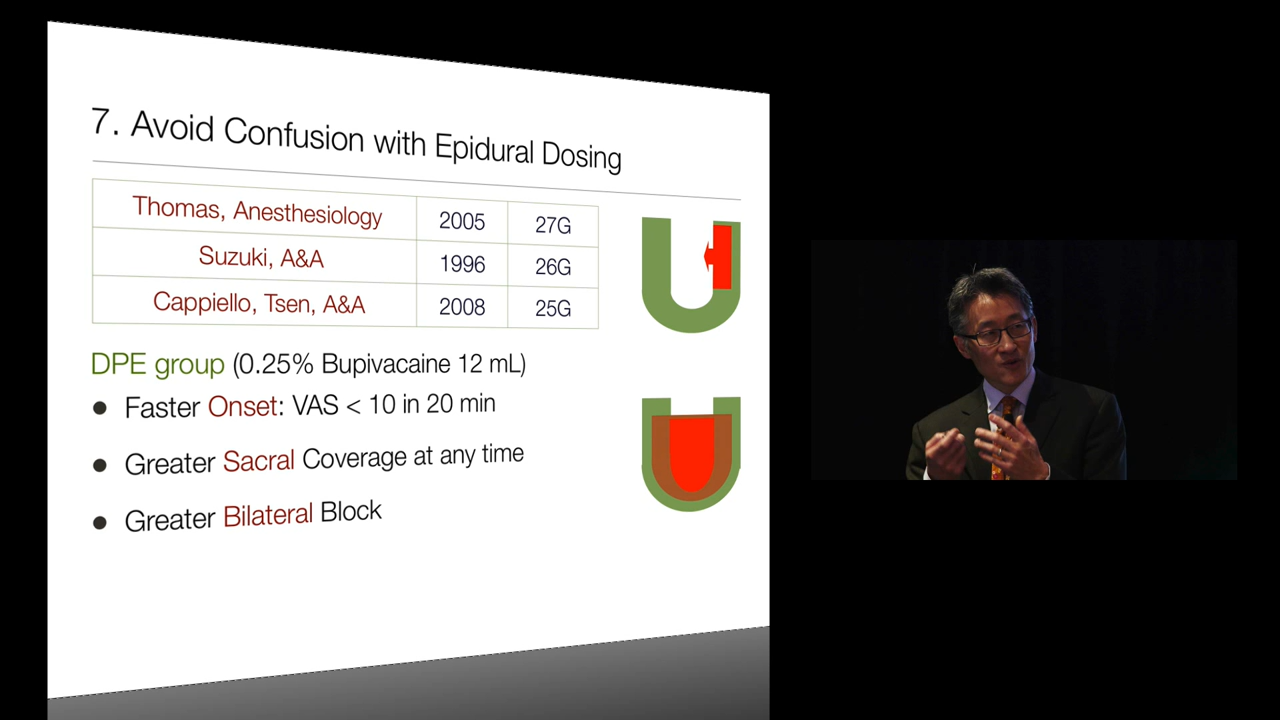 7. Avoid Confusion with Epidural Dosing
Thomas, Anesthesiology 2005 27G
Suzuki, A&A 1996 26G
Cappiello, Tsen, A&A 2008 25G
DPE group (0.25% Bupivacaine 12 mL)
● Faster Onset: VAS < 10 in 20 min
● Greater Sacral Coverage at any time
● Greater Bilateral Block